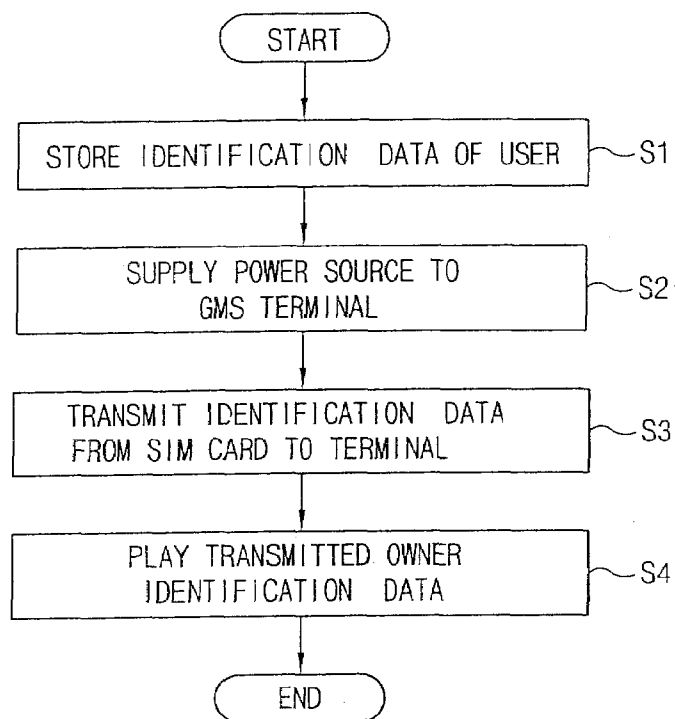 START
STORE IDENTIFICATION DATA OF USER
S1
SUPPLY POWER SOURCE TO
GMS TERMINAL
S2
TRANSMIT IDENTIFICATION DATA
FROM SIM CARD TO TERMINAL
S3
PLAY TRANSMITTED OWNER
IDENTIFICATION DATA
S4
END